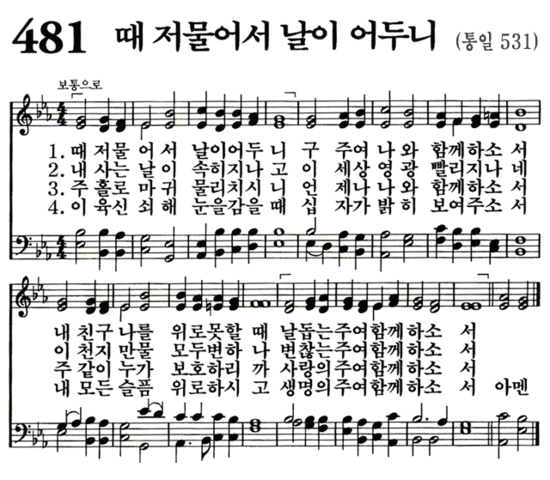 481 때 저물어서 날이 어두니 (통일 531)
보통으로
1. 때 저물 어 서 날이어두 니 구 주여 나 와 함께하소 서
2. 내 사는 날 이 속히지나 고 이 세상 영 광 빨리지나 네
3. 주 홀로 마 귀 물리치시 니 언 제나 나 와 함께하소 서
4. 이 육신 쇠 해 눈을감을 때 십 자가 밝 히 보여주소 서
내 친구 나를 위로못할 때 날돕는주여함께하소 서
이 천지 만물 모두변하 나 변찮는주여함께하소 서
주 같이 누가 보호하리 까 사랑의주여함께하소 서
내 모든 슬픔 위로하시 고 생명의주여함께하소 서 아멘